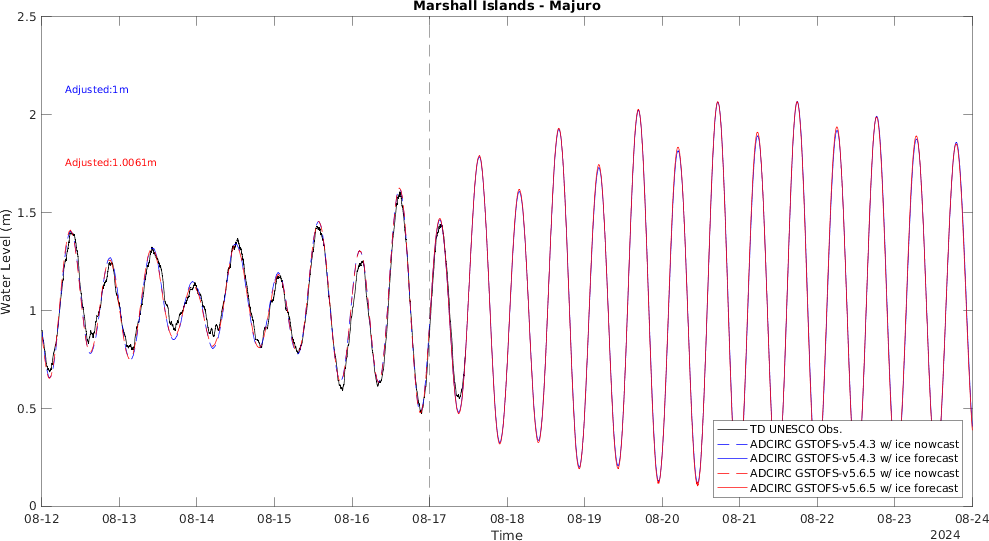 Marshall Islands - Majuro
2.5
2
1.5
1
0.5
0
Water Level (m)
Adjusted:1m
Adjusted:1.0061m
TD UNESCO Obs.
ADCIRC GSTOFS-v5.4.3 w/ ice nowcast
ADCIRC GSTOFS-v5.4.3 w/ ice forecast
ADCIRC GSTOFS-v5.6.5 w/ ice nowcast
ADCIRC GSTOFS-v5.6.5 w/ ice forecast
08-12 08-13 08-14 08-15 08-16 08-17 08-18 08-19 08-20 08-21 08-22 08-23 08-24
Time
2024